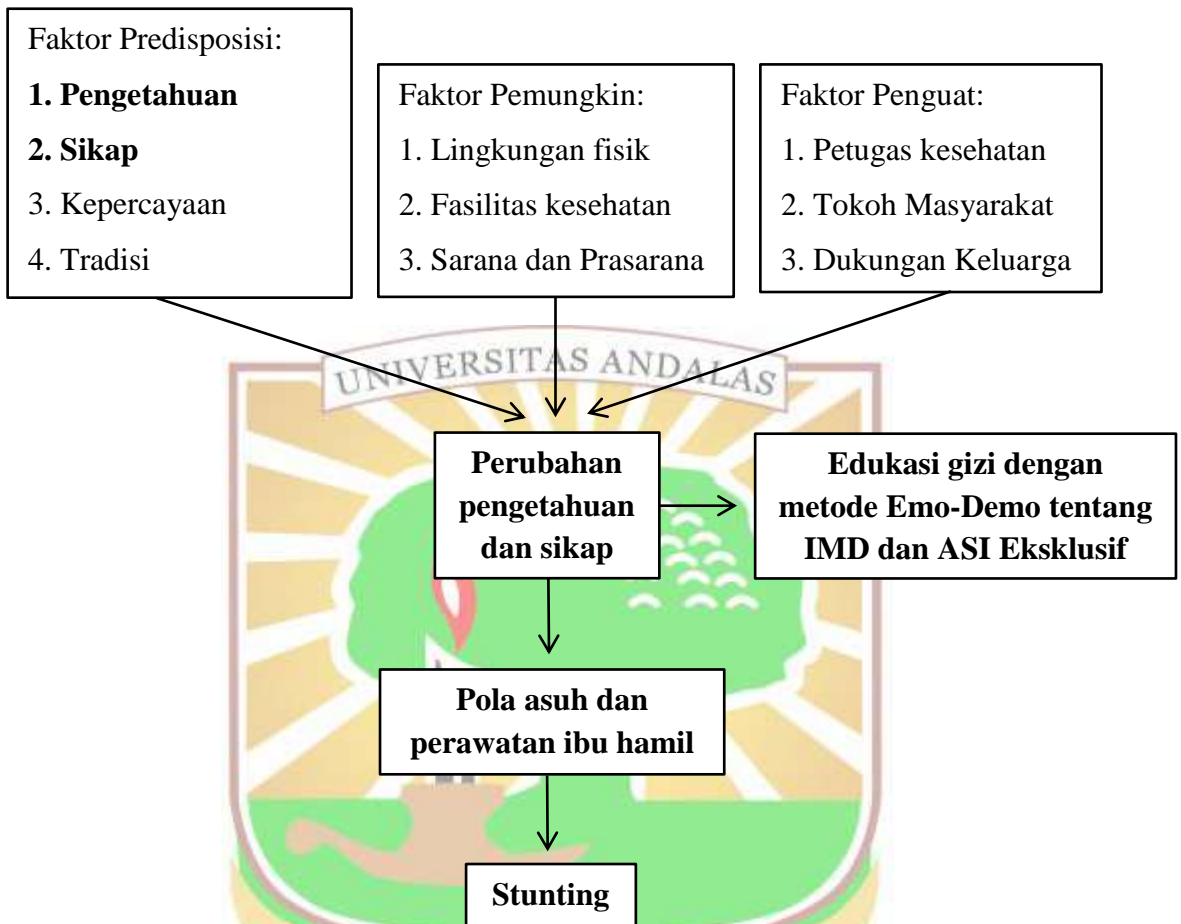 Faktor Predisposisi:
1. Pengetahuan
2. Sikap
3. Kepercayaan
4. Tradisi
Faktor Pemungkin:
1. Lingkungan fisik
2. Fasilitas kesehatan
3. Sarana dan Prasarana
Faktor Penguat:
1. Petugas kesehatan
2. Tokoh Masyarakat
3. Dukungan Keluarga
UNIVERSITAS ANDALAS
Perubahan
pengetahuan
dan sikap
Edukasi gizi dengan
metode Emo-Demo tentang
IMD dan ASI Eksklusif
Pola asuh dan
perawatan ibu hamil
Stunting